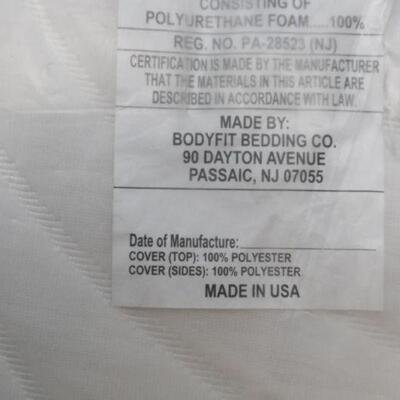 CONSISTING OF
POLYURETHANE FOAM.....100%
REG. NO. PA-28523 (NJ)
CERTIFICATION IS MADE BY THE MANUFACTURER
THAT THE MATERIALS IN THIS ARTICLE ARE
DESCRIBED IN ACCORDANCE WITH LAW.
MADE BY:
BODYFIT BEDDING CO.
90 DAYTON AVENUE
PASSAIC, NJ 07055
Date of Manufacture:
COVER (TOP): 100% POLYESTER
COVER (SIDES): 100% POLYESTER
MADE IN USA